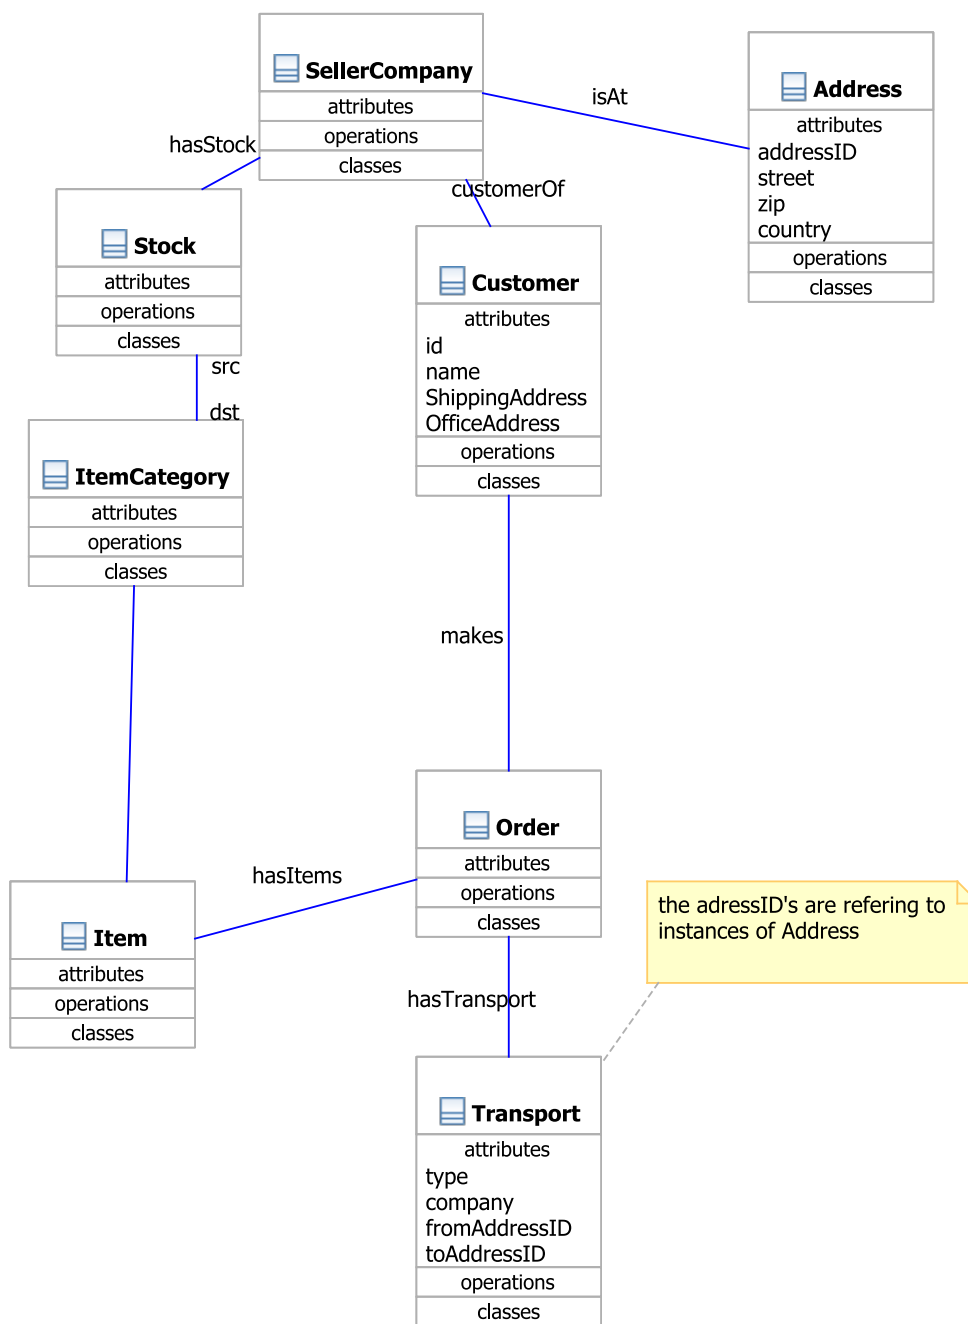 SellerCompany
attributes
operations
classes
isAt
Address
attributes
addressID
street
zip
country
operations
classes
hasStock
customerOf
Stock
attributes
operations
classes
src
dst
Customer
attributes
id
name
ShippingAddress
OfficeAddress
operations
classes
ItemCategory
attributes
operations
classes
makes
Order
attributes
operations
classes
hasItems
Item
attributes
operations
classes
the adressID's are refering to
instances of Address
hasTransport
Transport
attributes
type
company
fromAddressID
toAddressID
operations
classes